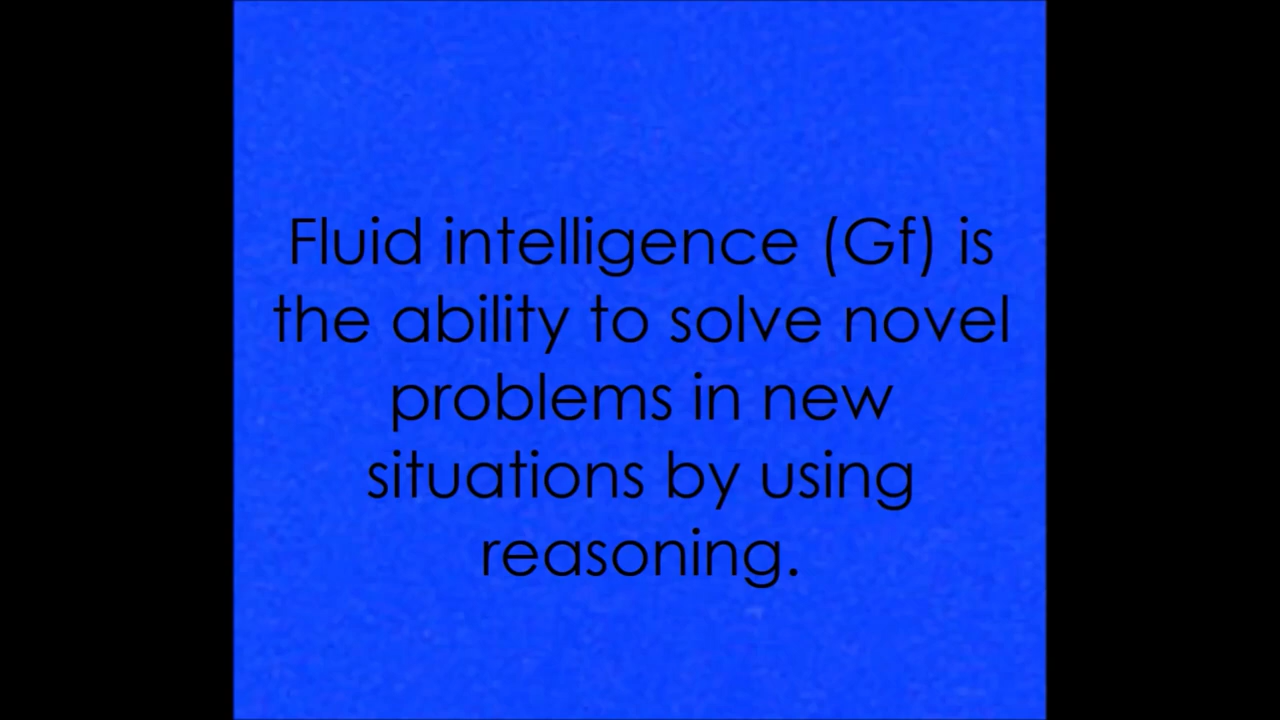 Fluid intelligence (Gf) is
the ability to solve novel
problems in new
situations by using
reasoning.